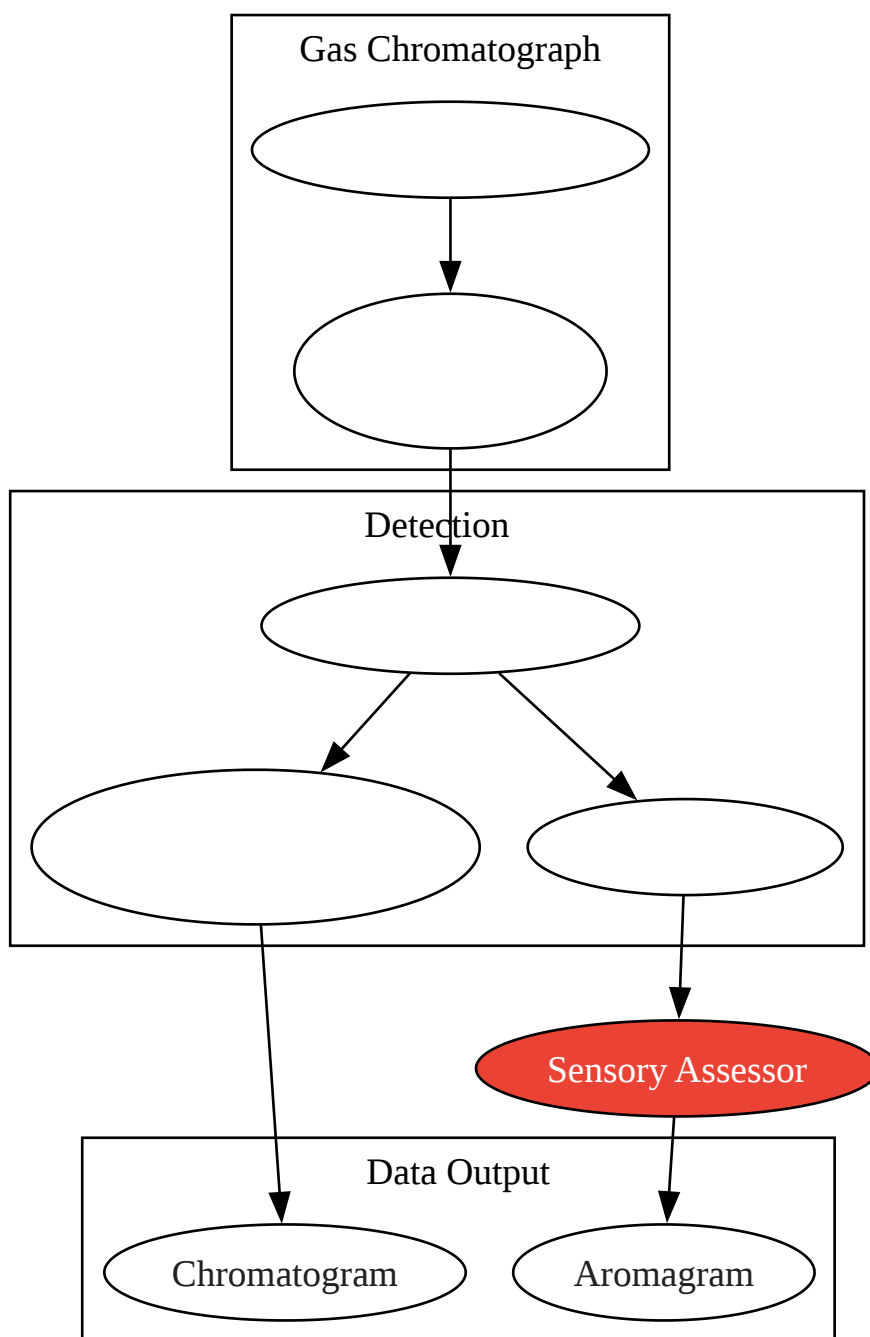 Gas Chromatograph
Detection
Sensory Assessor
Data Output
Chromatogram
Aromagram